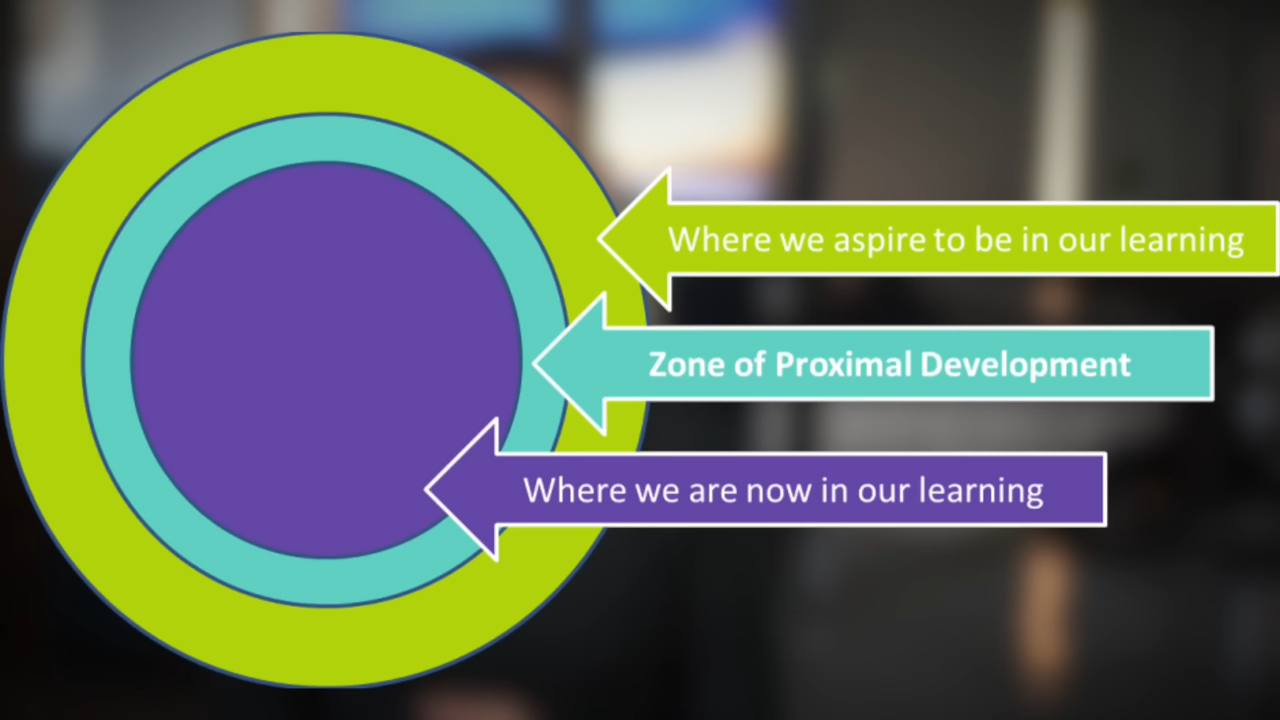 Where we aspire to be in our learning
Zone of Proximal Development
Where we are now in our learning